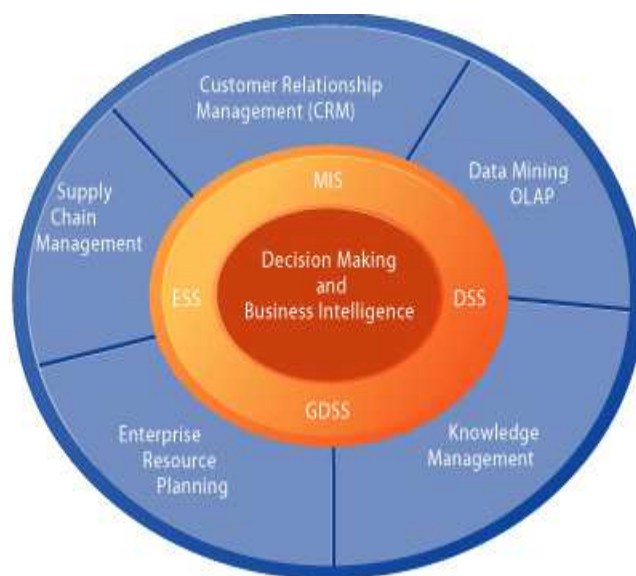 Customer Relationship
Management (CRM)
Data Mining
OLAP
Supply
Chain
Management
MIS
Decision Making
and
Business Intelligence
ESS
DSS
GDSS
Enterprise
Resource
Planning
Knowledge
Management